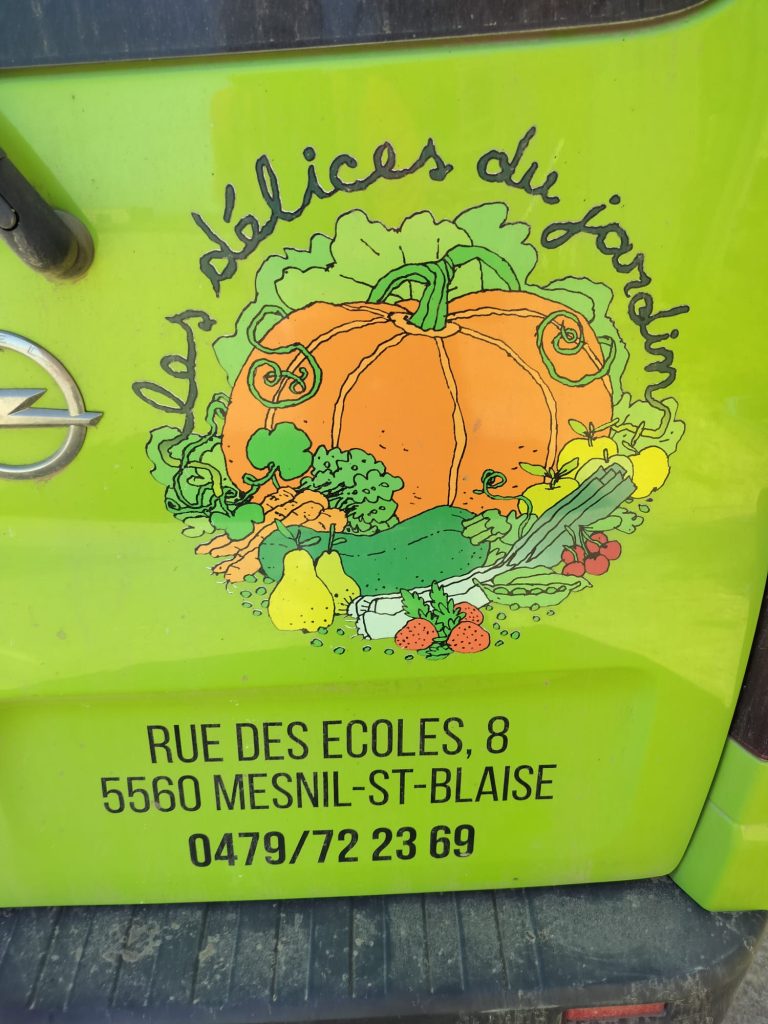 les délices du jardin
RUE DES ECOLES, 8
5560 MESNIL-ST-BLAISE
0479/72 23 69